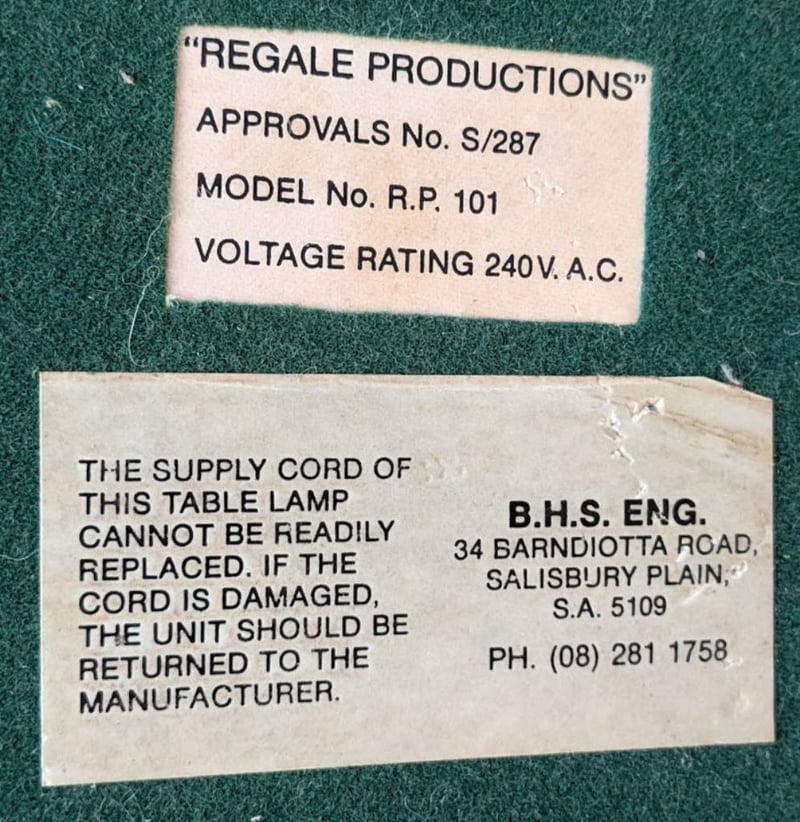 "REGALE PRODUCTIONS"
APPROVALS No. S/287
MODEL No. R.P. 101
VOLTAGE RATING 240V. A.C.
THE SUPPLY CORD OF
THIS TABLE LAMP
CANNOT BE READILY
REPLACED. IF THE
CORD IS DAMAGED,
THE UNIT SHOULD BE
RETURNED TO THE
MANUFACTURER.
B.H.S. ENG.
34 BARNDIOTTA ROAD,
SALISBURY PLAIN,
S.A. 5109
PH. (08) 281 1758